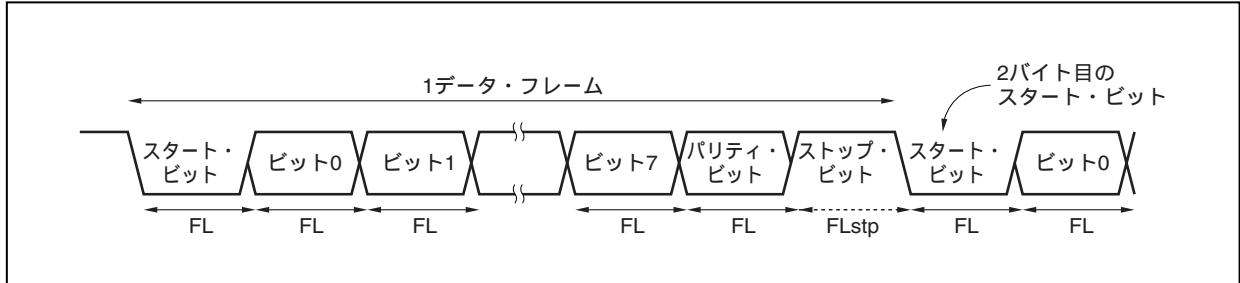 1データ・フレーム
2バイト目の
スタート・ビット
スタート・
ビット
ビット0
ビット1
ビット7
パリティ・
ビット
ストップ・
ビット
スタート・
ビット
ビット0
FL
FL
FL
FL
FL
FLstp
FL
FL